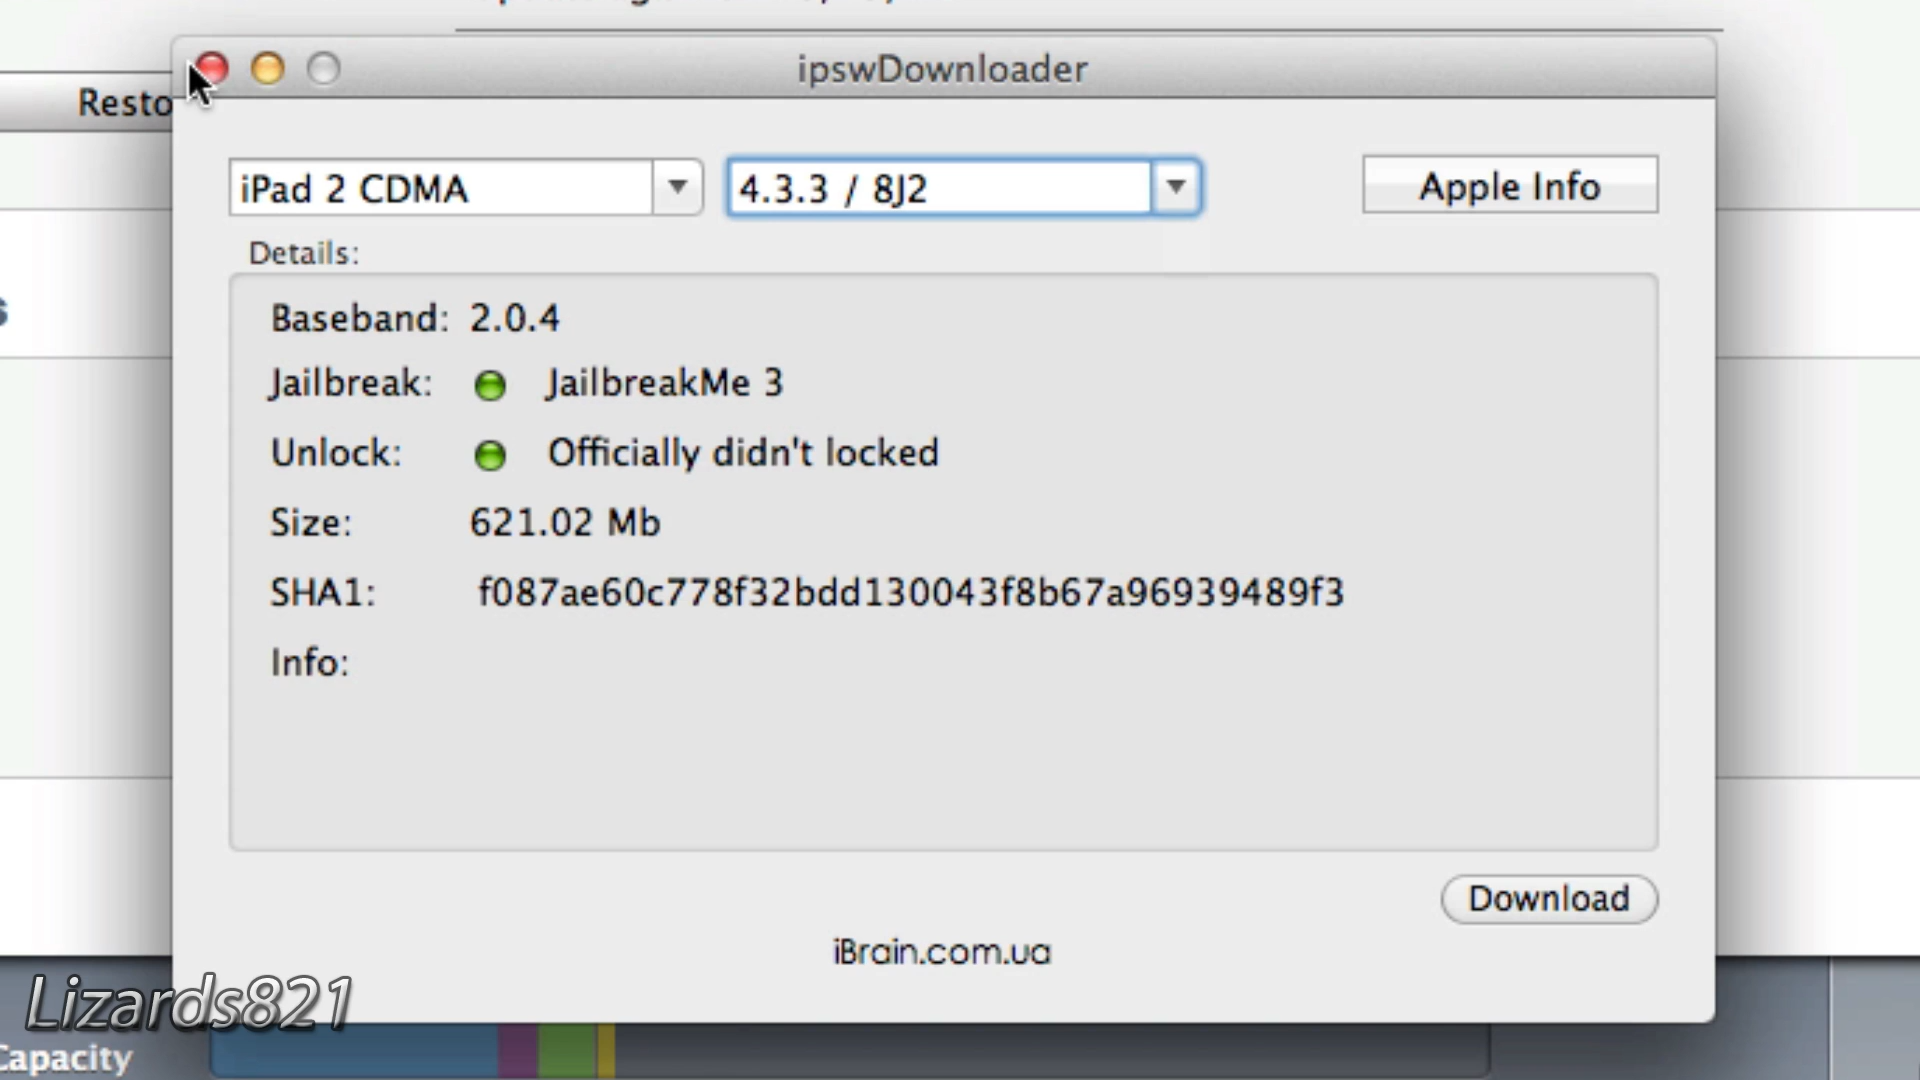 ipswDownloader
Resto
iPad 2 CDMA
4.3.3 / 8J2
Apple Info
Details:
Baseband: 2.0.4
Jailbreak: JailbreakMe 3
Unlock: Officially didn't locked
Size: 621.02 Mb
SHA1: f087ae60c778f32bdd130043f8b67a96939489f3
Info:
Download
iBrain.com.ua
Lizards821
Capacity